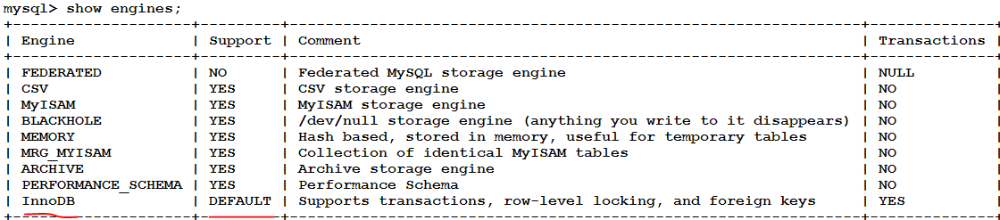 mysql> show engines;
+--------------------+---------+----------------------------------------------------------------+--------------+
| Engine             | Support | Comment                                                        | Transactions |
+--------------------+---------+----------------------------------------------------------------+--------------+
| FEDERATED          | NO      | Federated MySQL storage engine                                 | NULL         |
| CSV                | YES     | CSV storage engine                                             | NO           |
| MyISAM             | YES     | MyISAM storage engine                                          | NO           |
| BLACKHOLE          | YES     | /dev/null storage engine (anything you write to it disappears) | NO           |
| MEMORY             | YES     | Hash based, stored in memory, useful for temporary tables      | NO           |
| MRG_MYISAM         | YES     | Collection of identical MyISAM tables                          | NO           |
| ARCHIVE            | YES     | Archive storage engine                                         | NO           |
| PERFORMANCE_SCHEMA | YES     | Performance Schema                                             | NO           |
| InnoDB             | DEFAULT | Supports transactions, row-level locking, and foreign keys     | YES          |
+--------------------+---------+----------------------------------------------------------------+--------------+